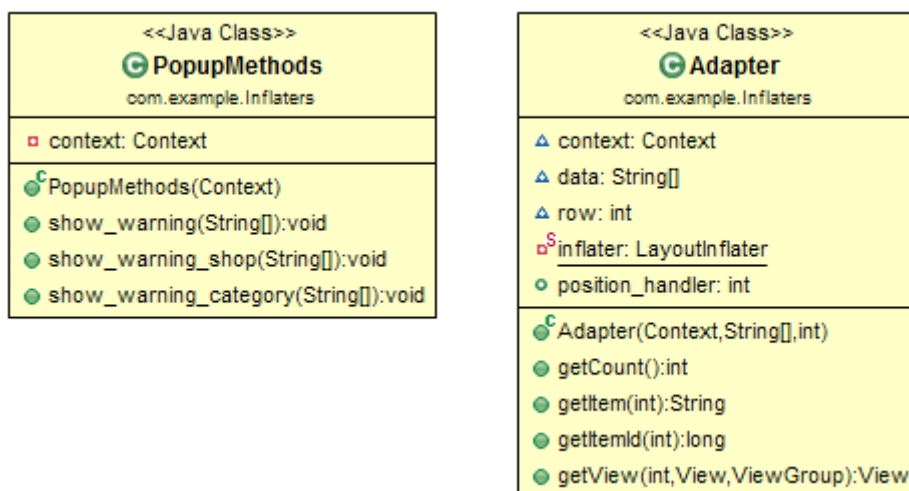 <<Java Class>>
C PopupMethods
com.example.Inflaters
context: Context
C PopupMethods(Context)
show_warning(String[]):void
show_warning_shop(String[]):void
show_warning_category(String[]):void
<<Java Class>>
C Adapter
com.example.Inflaters
context: Context
data: String[]
row: int
S inflater: LayoutInflater
position_handler: int
C Adapter(Context,String[],int)
getCount():int
getItem(int):String
getItemId(int):long
getView(int,View,ViewGroup):View